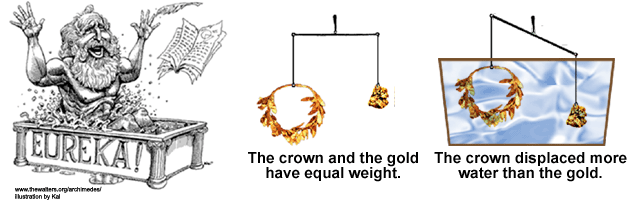 EUREKA!
www.thewalters.org/archimedes/
illustration by Kal
The crown and the gold
have equal weight.
The crown displaced more
water than the gold.